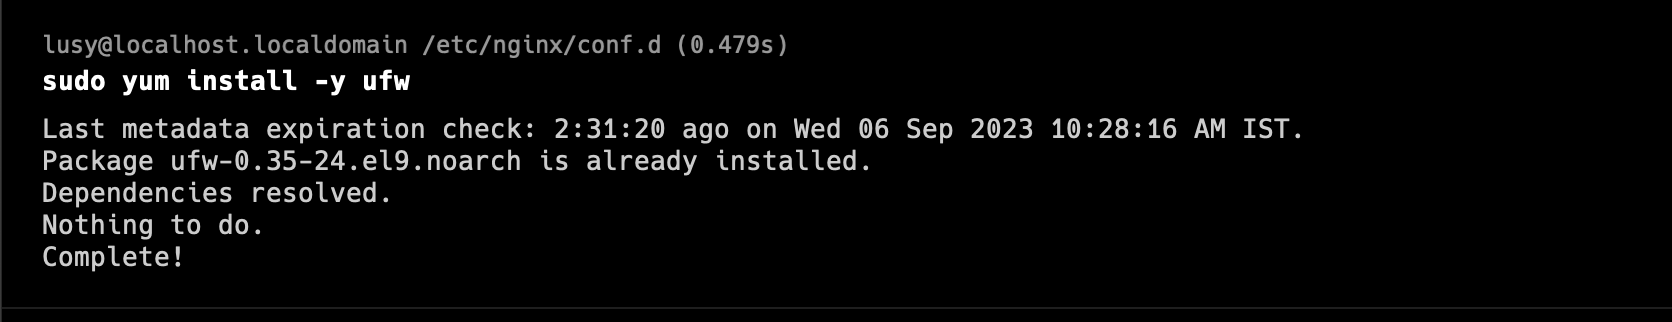 lusy@localhost.localdomain /etc/nginx/conf.d (0.479s)
sudo yum install -y ufw
Last metadata expiration check: 2:31:20 ago on Wed 06 Sep 2023 10:28:16 AM IST.
Package ufw-0.35-24.el9.noarch is already installed.
Dependencies resolved.
Nothing to do.
Complete!